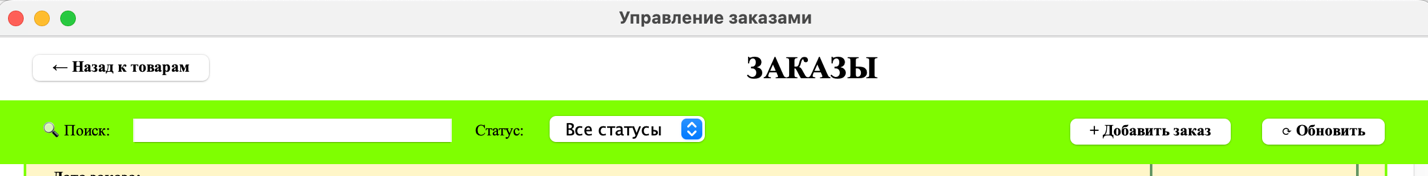 Управление заказами
← Назад к товарам
ЗАКАЗЫ
🔍 Поиск:
Статус:
Все статусы
+ Добавить заказ
⟳ Обновить